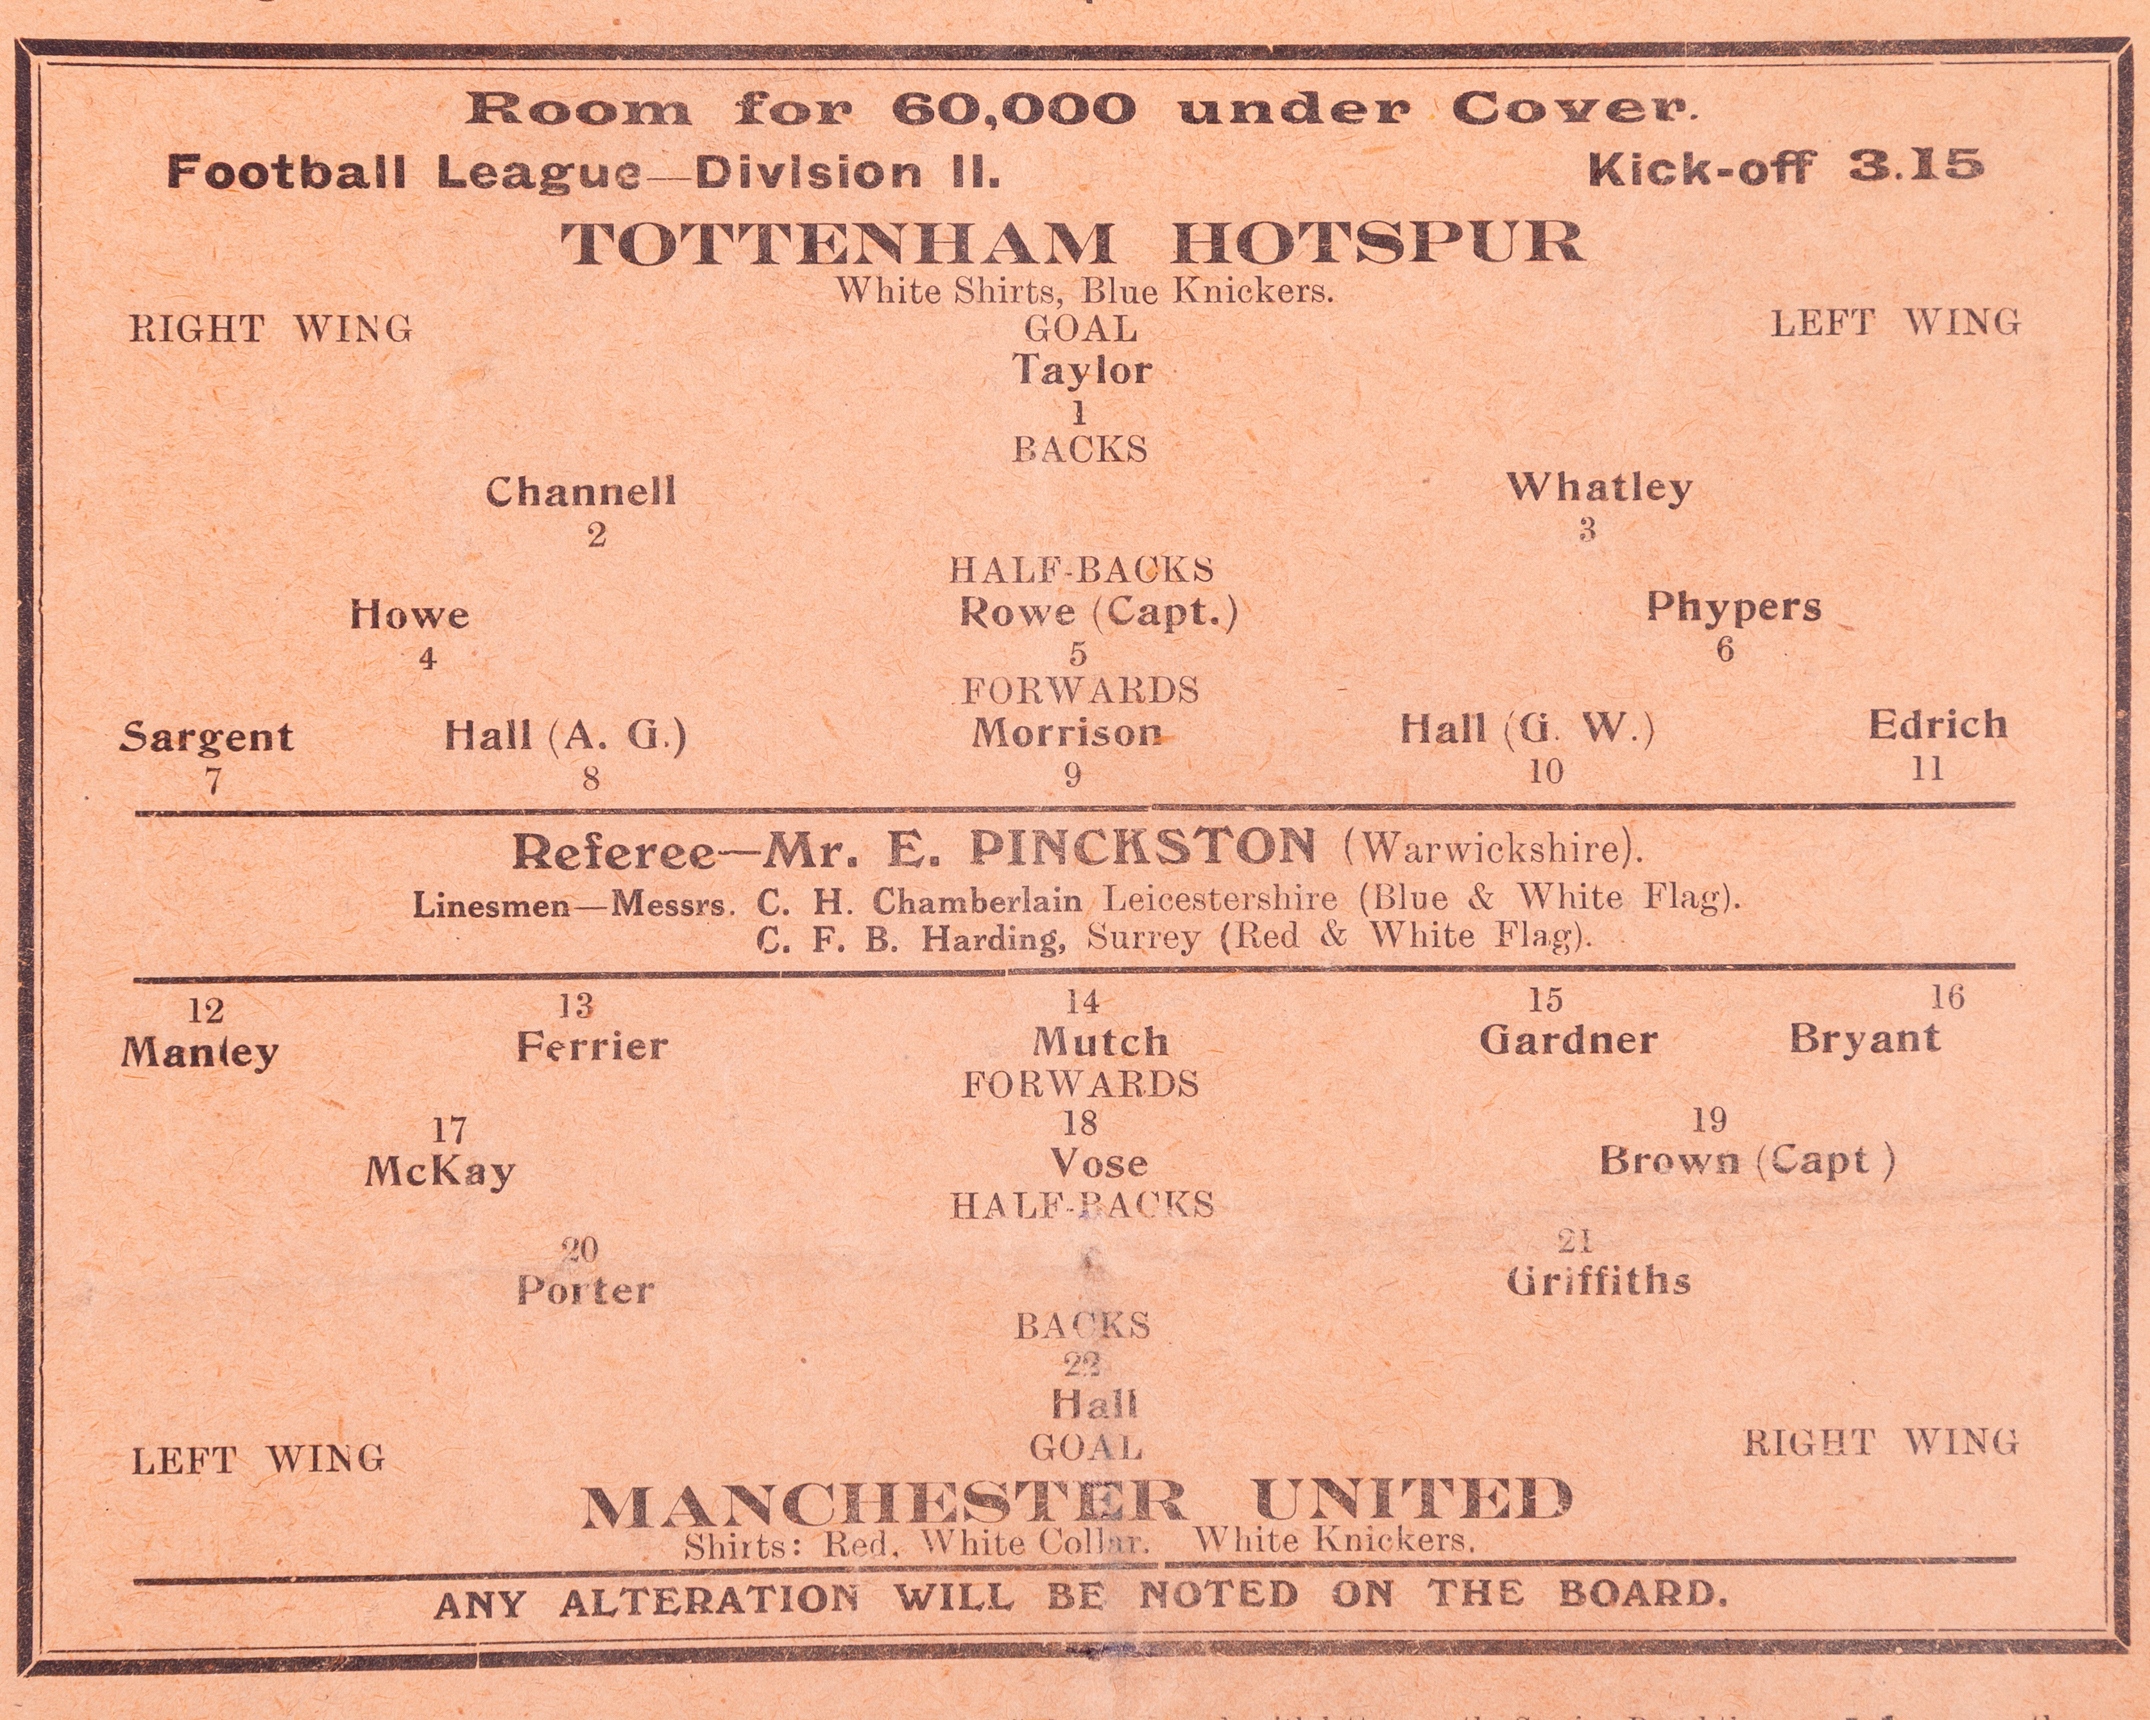 Room for 60,000 under Cover.
Football League—Division II. Kick-off 3.15
TOTTENHAM HOTSPUR
White Shirts, Blue Knickers.
RIGHT WING GOAL LEFT WING
Taylor
1
BACKS
Channell Whatley
2 3
HALF-BACKS
Howe Rowe (Capt.) Phypers
4 5 6
FORWARDS
Sargent Hall (A. G.) Morrison Hall (G. W.) Edrich
7 8 9 10 11
Referee—Mr. E. PINCKSTON (Warwickshire).
Linesmen—Messrs. C. H. Chamberlain Leicestershire (Blue & White Flag).
C. F. B. Harding, Surrey (Red & White Flag).
12 13 14 15 16
Manley Ferrier Mutch Gardner Bryant
FORWARDS
17 18 19
McKay Vose Brown (Capt )
HALF-BACKS
20 21
Porter Griffiths
BACKS
22
Hall
LEFT WING GOAL RIGHT WING
MANCHESTER UNITED
Shirts: Red, White Collar. White Knickers.
ANY ALTERATION WILL BE NOTED ON THE BOARD.